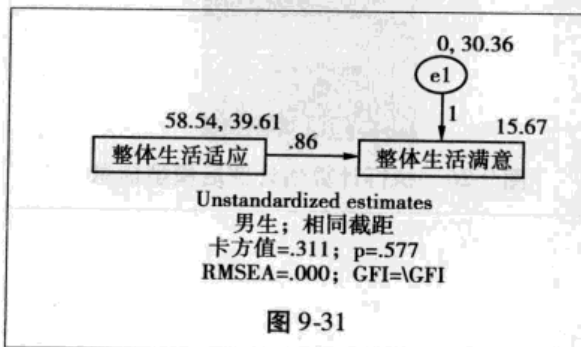 0, 30.36
e1
1
58.54, 39.61
.86
15.67
整体生活适应
整体生活满意
Unstandardized estimates
男生；相同截距
卡方值=.311；p=.577
RMSEA=.000；GFI=\GFI
图 9-31